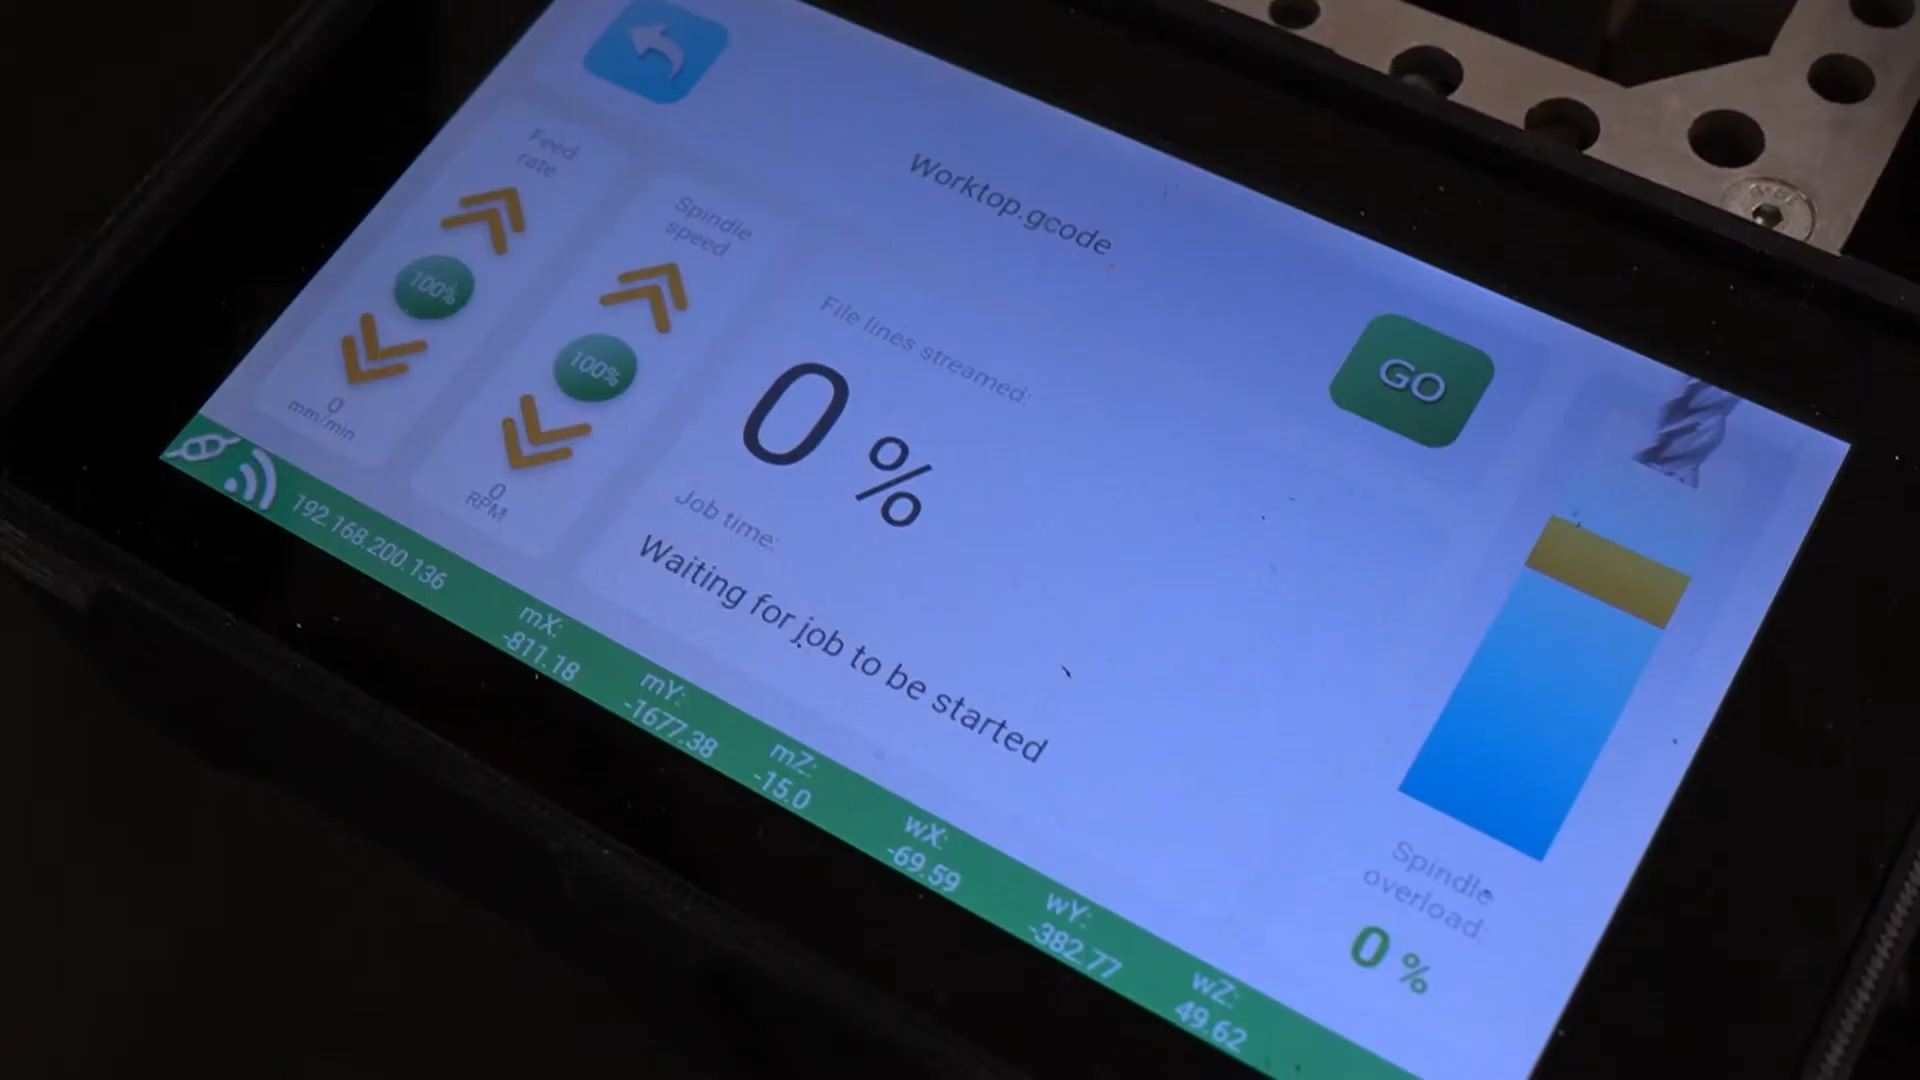 Worktop.gcode
Feed
rate
100%
0
mm/min
Spindle
speed
100%
0
RPM
File lines streamed:
0 %
Job time:
Waiting for job to be started
GO
Spindle
overload:
0 %
192.168.200.136
mX:
-811.18
mY:
-1677.38
mZ:
-15.0
wX:
-69.59
wY:
-382.77
wZ:
49.62